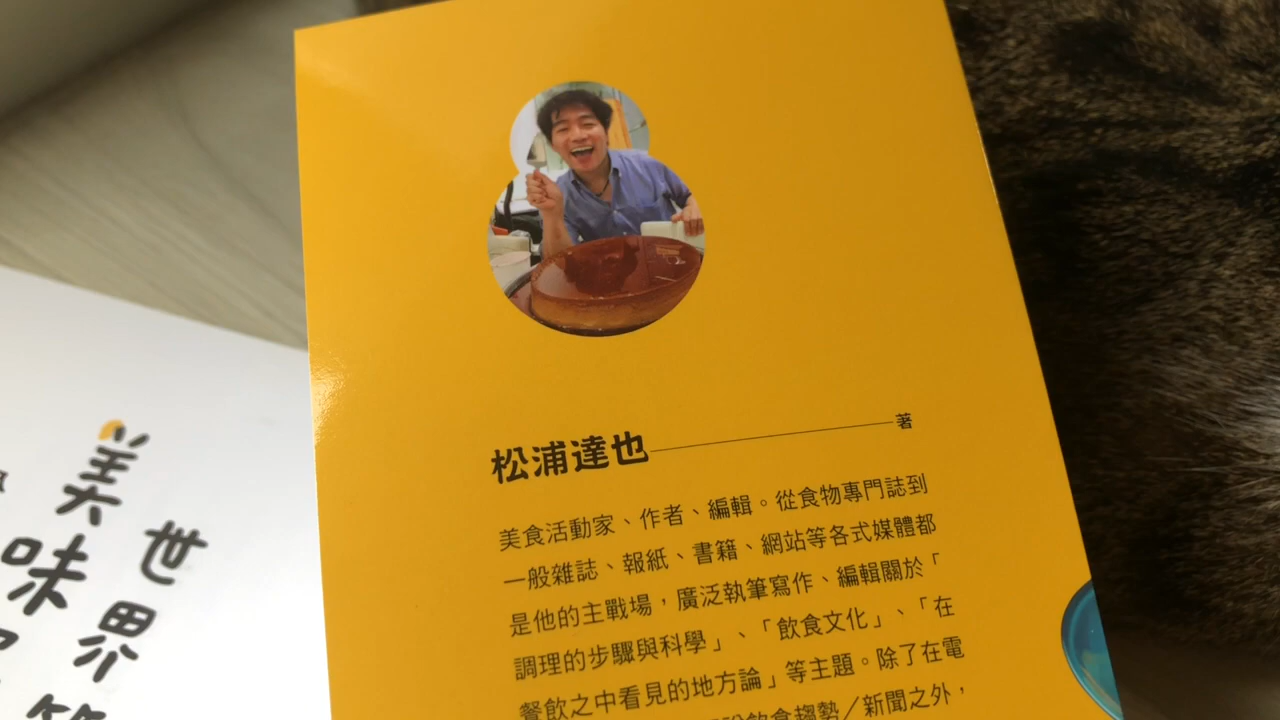 松浦達也 著
美食活動家、作者、編輯。從食物專門誌到
一般雜誌、報紙、書籍、網站等各式媒體都
是他的主戰場，廣泛執筆寫作、編輯關於「
調理的步驟與科學」、「飲食文化」、「在
餐飲之中看見的地方論」等主題。除了在電
飲食趨勢／新聞之外，
世界
美味